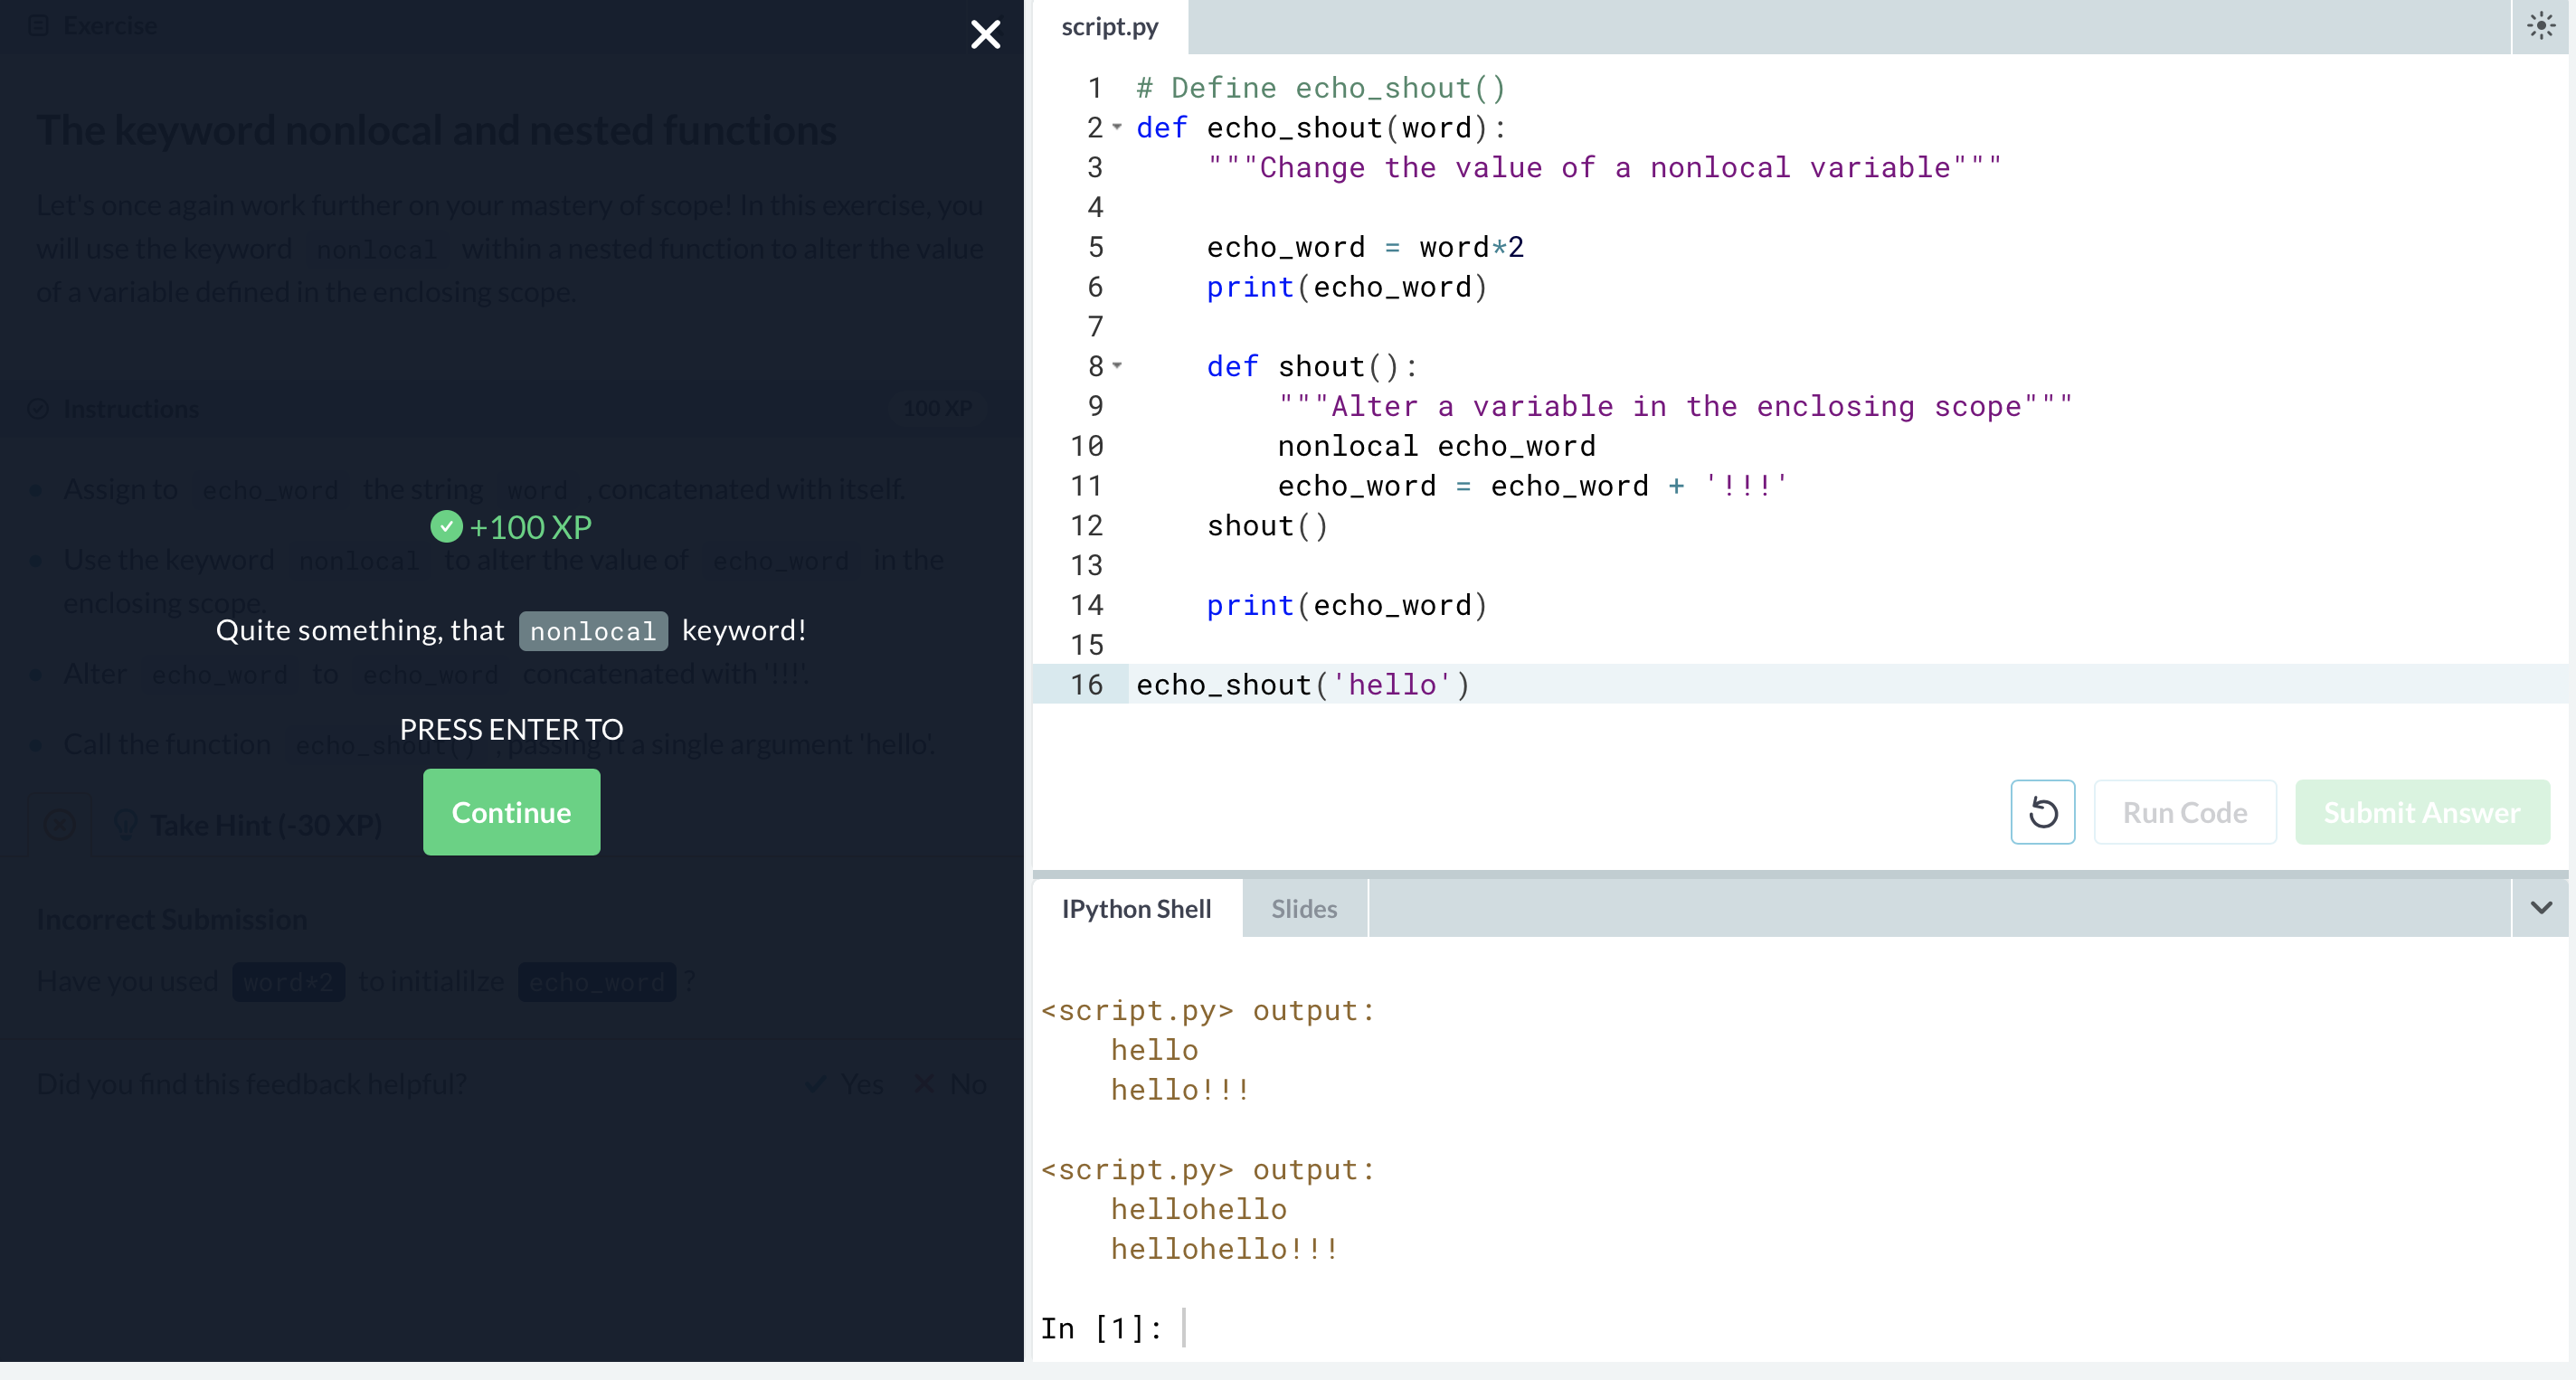 Exercise
The keyword nonlocal and nested functions
Let's once again work further on your mastery of scope! In this exercise, you
will use the keyword nonlocal within a nested function to alter the value
of a variable defined in the enclosing scope.
Instructions
100 XP
Assign to echo_word the string word , concatenated with itself.
+100 XP
Use the keyword nonlocal to alter the value of echo_word in the
enclosing scope.
Quite something, that nonlocal keyword!
Alter echo_word to echo_word concatenated with '!!!'.
PRESS ENTER TO
Call the function echo_shout() , passing it a single argument 'hello'.
Continue
Take Hint (-30 XP)
Incorrect Submission
Have you used word*2 to initialilze echo_word ?
Did you find this feedback helpful?
Yes
No
script.py
1 # Define echo_shout()
2 def echo_shout(word):
3     """Change the value of a nonlocal variable"""
4
5     echo_word = word*2
6     print(echo_word)
7
8     def shout():
9         """Alter a variable in the enclosing scope"""
10         nonlocal echo_word
11         echo_word = echo_word + '!!!'
12     shout()
13
14     print(echo_word)
15
16 echo_shout('hello')
Run Code
Submit Answer
IPython Shell
Slides
<script.py> output:
    hello
    hello!!!
<script.py> output:
    hellohello
    hellohello!!!
In [1]: